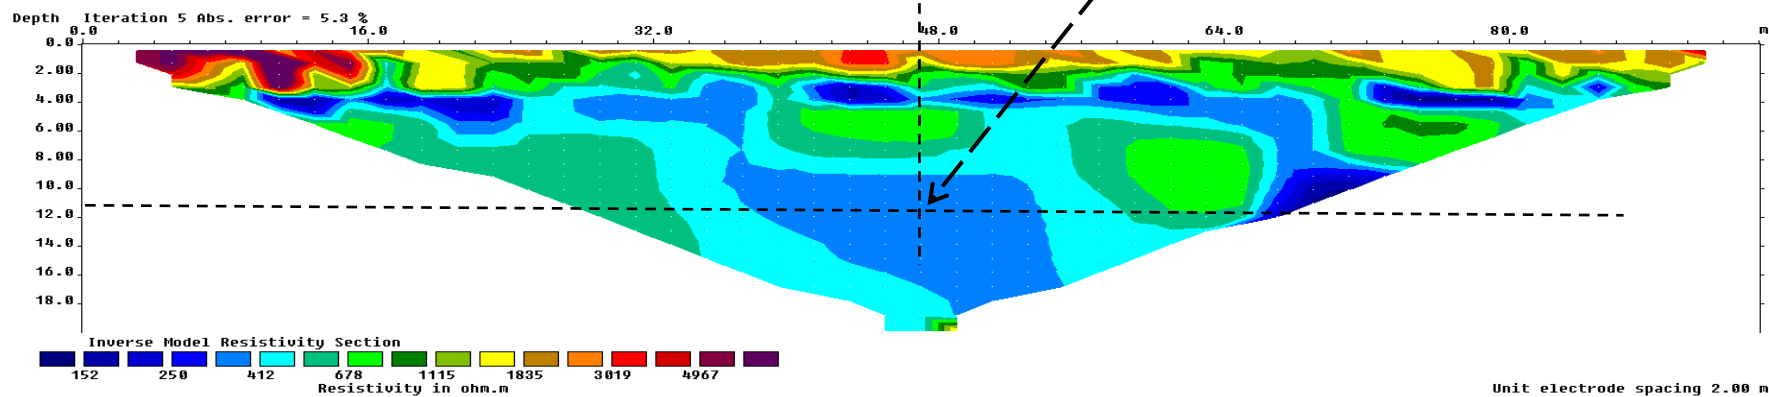 Depth Iteration 5 Abs. error = 5.3 %
0.0 16.0 32.0 48.0 64.0 80.0 m
0.0
2.00
4.00
6.00
8.00
10.0
12.0
14.0
16.0
18.0
Inverse Model Resistivity Section
152 250 412 678 1115 1835 3019 4967
Resistivity in ohm.m
Unit electrode spacing 2.00 m